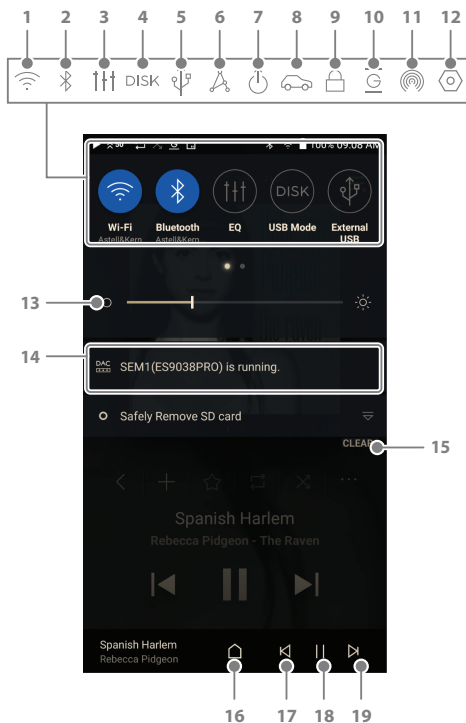 1 2 3 4 5 6 7 8 9 10 11 12
DISK
50 100% 09:08 AM
DISK
Wi-Fi Bluetooth EQ USB Mode External
USB
Astell&Kern Astell&Kern
13
14
DAC
SEM1(ES9038PRO) is running.
Safely Remove SD card
CLEAR
15
Spanish Harlem
Rebecca Pidgeon - The Raven
Spanish Harlem
Rebecca Pidgeon
16 17 18 19